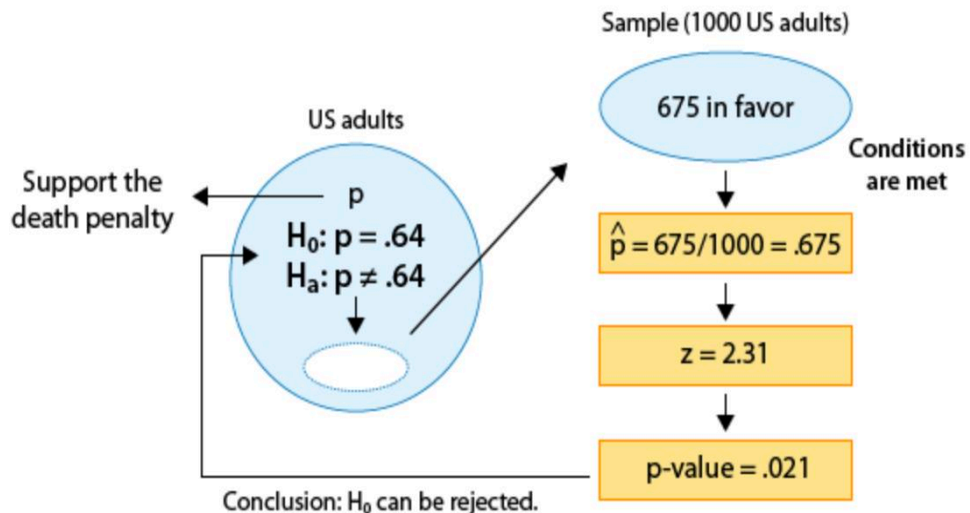 Sample (1000 US adults)
675 in favor
US adults
Conditions
are met
Support the
death penalty
p
H₀: p = .64
Hₐ: p ≠ .64
p̂ = 675/1000 = .675
z = 2.31
p-value = .021
Conclusion: H₀ can be rejected.